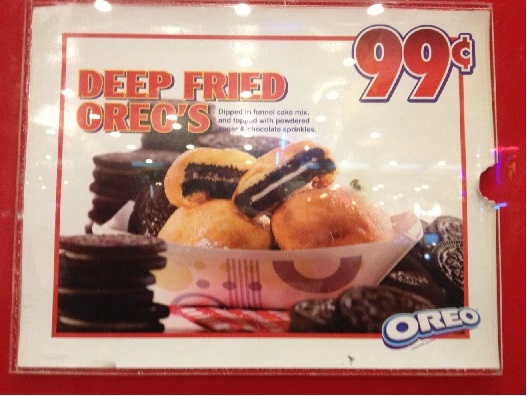 99¢
DEEP FRIED
OREO'S
Dipped in funnel cake mix,
and topped with powdered
sugar & chocolate sprinkles.
OREO